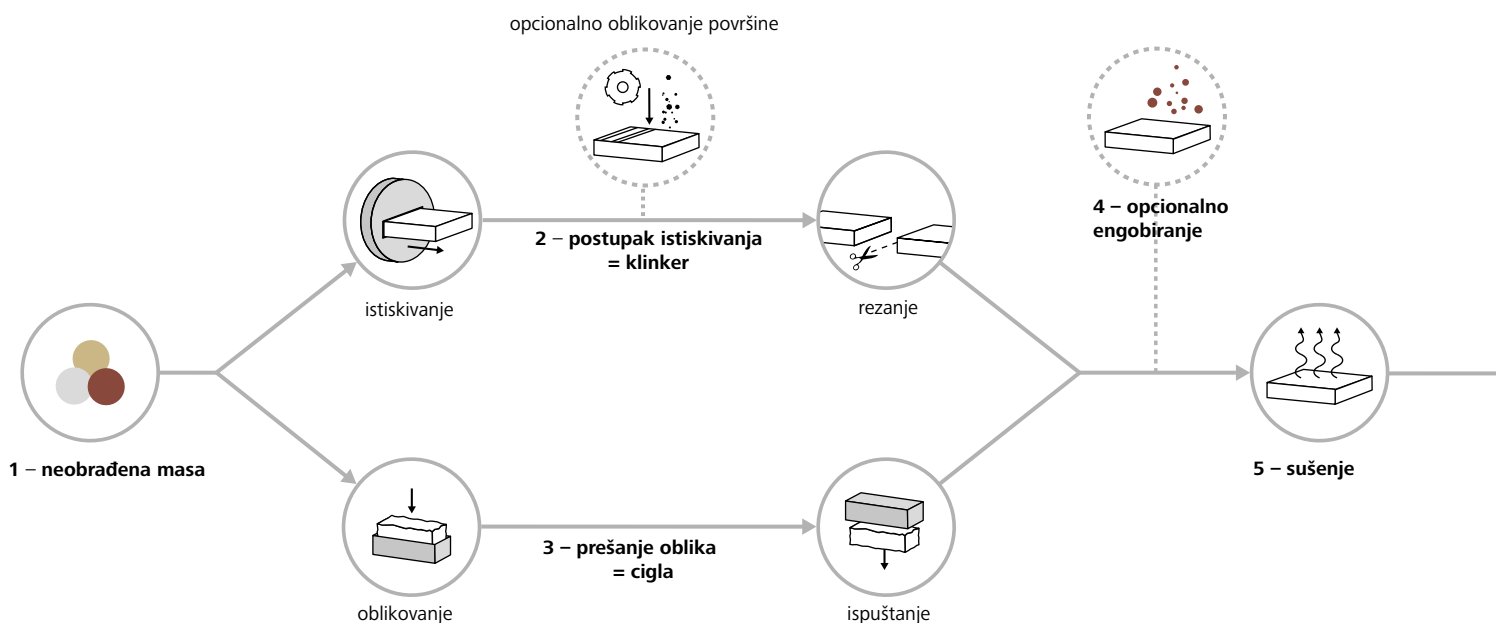 opcionalno oblikovanje površine
4 – opcionalno
engobiranje
2 – postupak istiskivanja
= klinker
istiskivanje
rezanje
1 – neobrađena masa
5 – sušenje
3 – prešanje oblika
= cigla
oblikovanje
ispuštanje